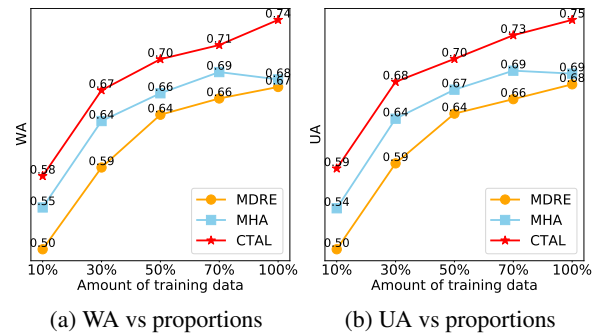 WA
0.74
0.71
0.70
0.67
0.58
0.68
0.69
0.66
0.64
0.55
0.67
0.66
0.64
0.59
0.50
MDRE
MHA
CTAL
10% 30% 50% 70% 100%
Amount of training data
(a) WA vs proportions
UA
0.75
0.73
0.70
0.68
0.59
0.69
0.69
0.67
0.64
0.54
0.68
0.66
0.64
0.59
0.50
MDRE
MHA
CTAL
10% 30% 50% 70% 100%
Amount of training data
(b) UA vs proportions